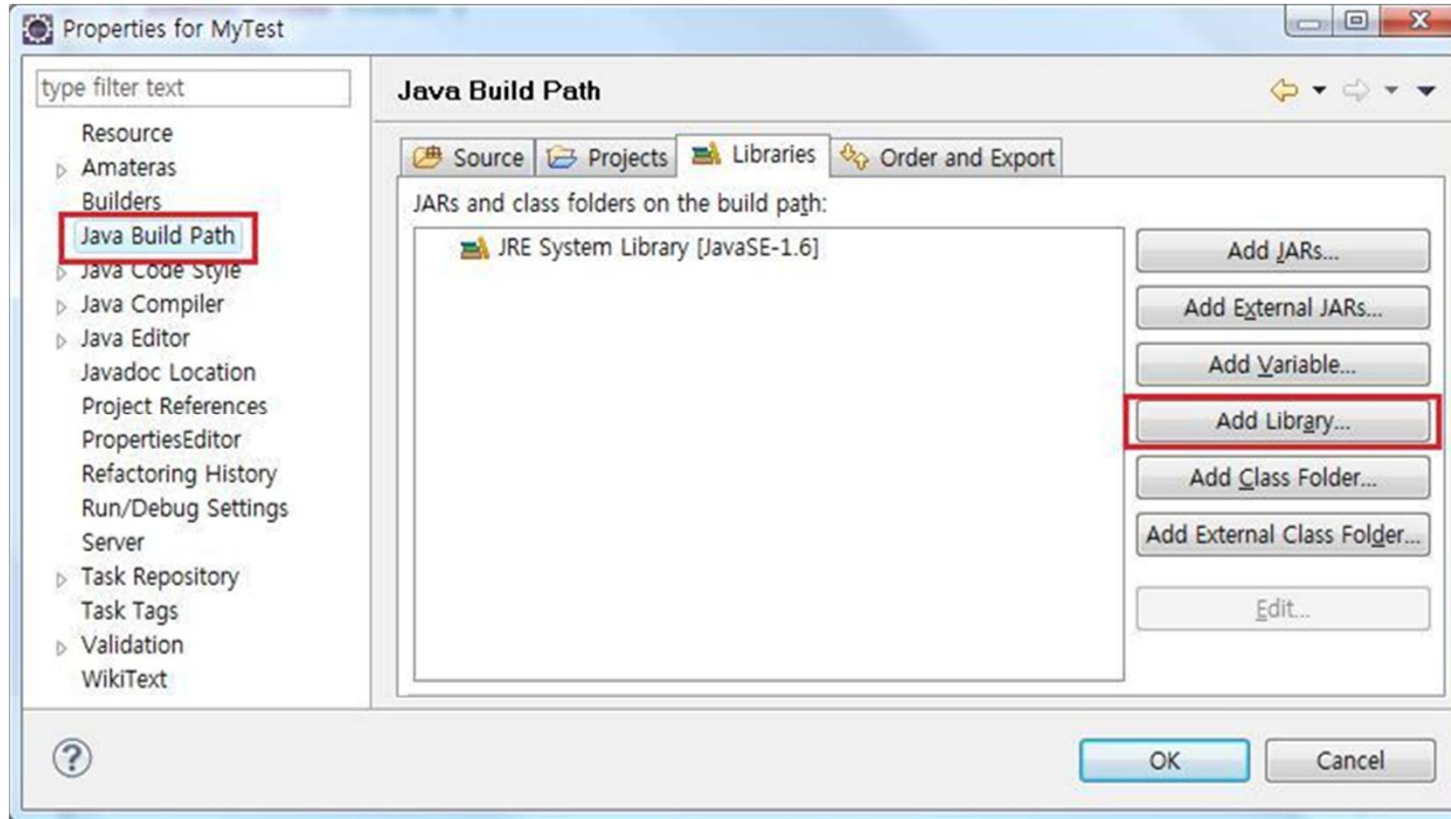 Properties for MyTest
type filter text
Resource
Amateras
Builders
Java Build Path
Java Code Style
Java Compiler
Java Editor
Javadoc Location
Project References
PropertiesEditor
Refactoring History
Run/Debug Settings
Server
Task Repository
Task Tags
Validation
WikiText
Java Build Path
Source Projects Libraries Order and Export
JARs and class folders on the build path:
JRE System Library [JavaSE-1.6]
Add JARs...
Add External JARs...
Add Variable...
Add Library...
Add Class Folder...
Add External Class Folder...
Edit...
?
OK Cancel